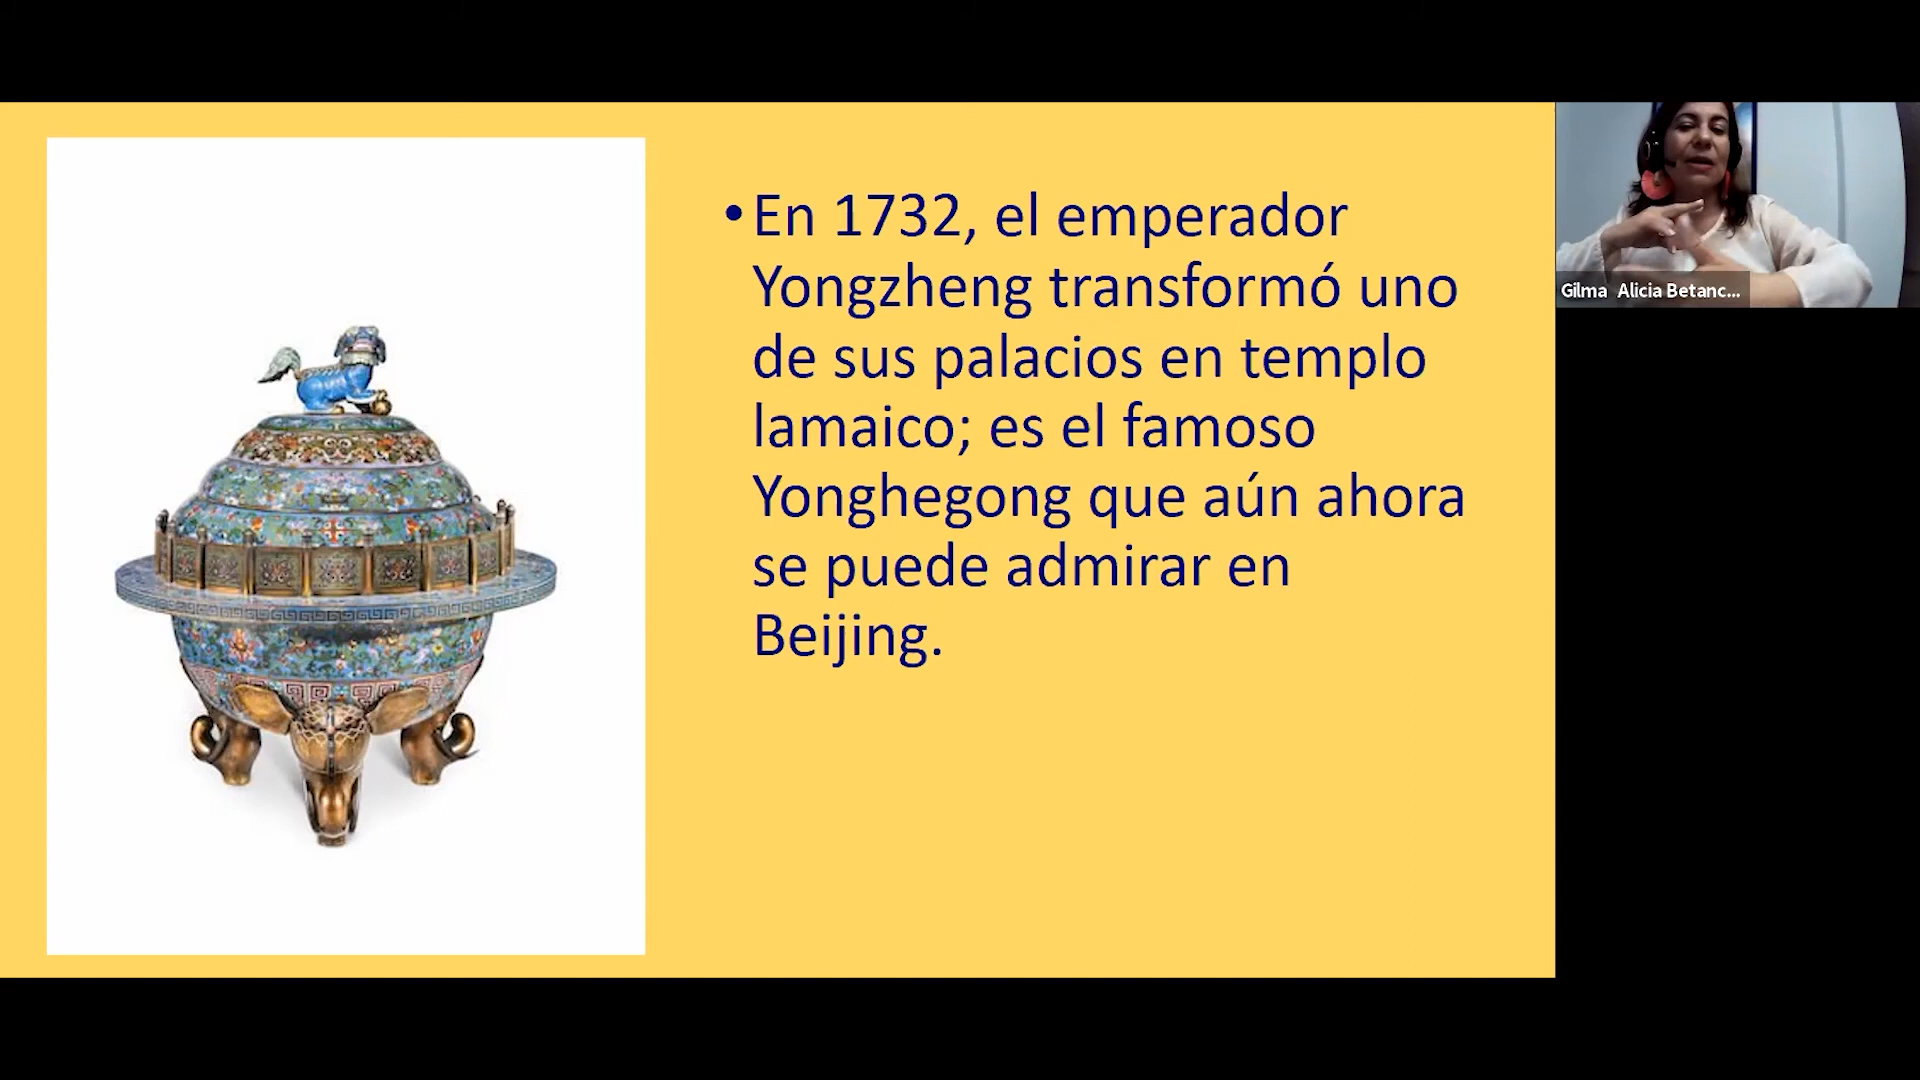 • En 1732, el emperador
Yongzheng transformó uno
de sus palacios en templo
lamaico; es el famoso
Yonghegong que aún ahora
se puede admirar en
Beijing.
Gilma Alicia Betanc...